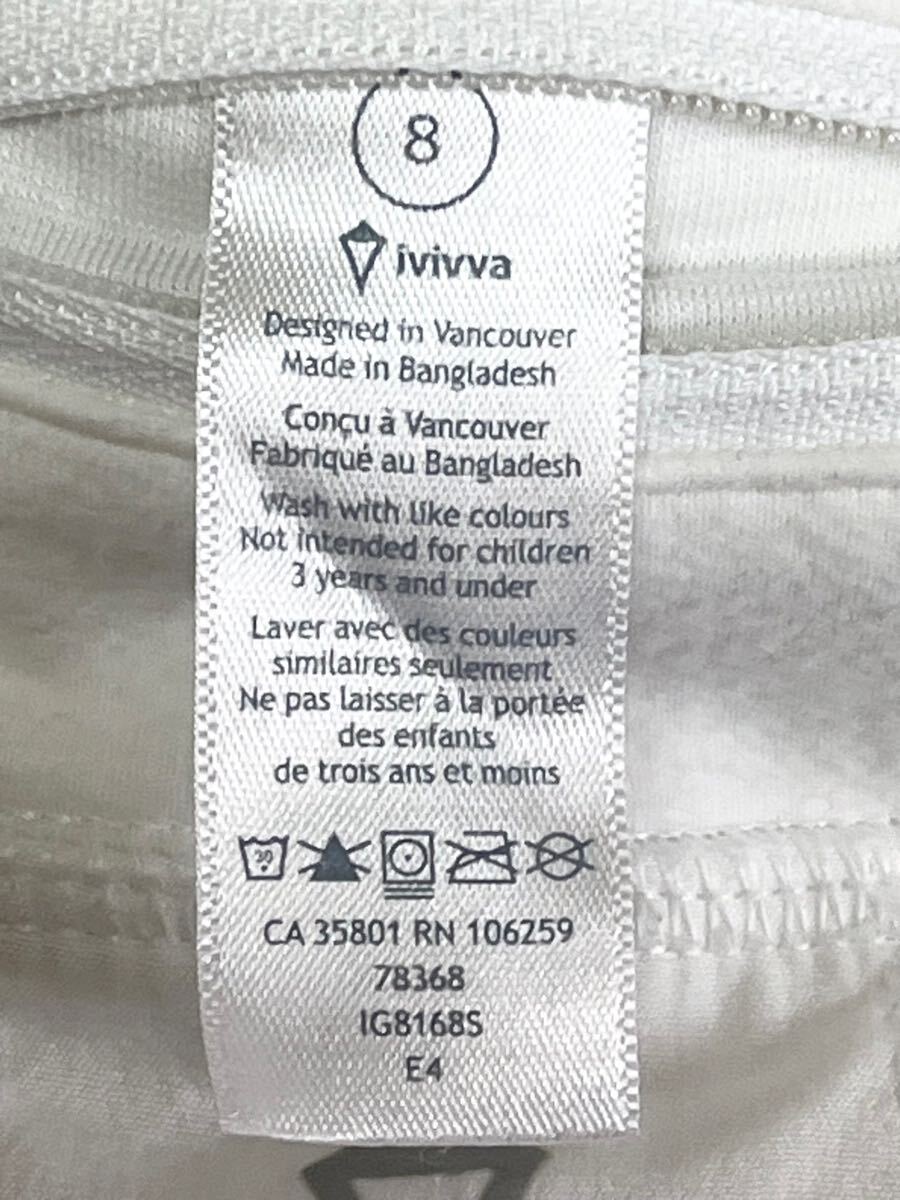 8
ivivva
Designed in Vancouver
Made in Bangladesh
Conçu à Vancouver
Fabriqué au Bangladesh
Wash with like colours
Not intended for children
3 years and under
Laver avec des couleurs
similaires seulement
Ne pas laisser à la portée
des enfants
de trois ans et moins
30
CA 35801 RN 106259
78368
IG8168S
E4